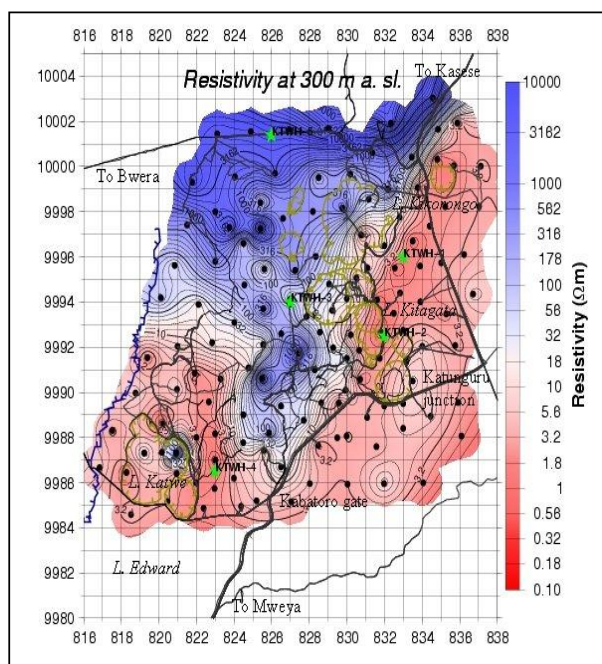 816 818 820 822 824 826 828 830 832 834 836 838
Resistivity at 300 m a. sl.
To Kasese
10004
10002
10000
9998
9996
9994
9992
9990
9988
9986
9984
9982
9980
KTWH-5
To Bwera
L. Kikorongo
KTWH-1
KTWH-3
L. Kitagata
KTWH-2
Katunguru
junction
KTWH-4
L. Katwe
Kabatoro gate
L. Edward
To Mweya
816 818 820 822 824 826 828 830 832 834 836 838
10000
3162
1000
562
316
178
100
56
32
18
10
5.8
3.2
1.8
1
0.56
0.32
0.18
0.10
Resistivity (Ωm)